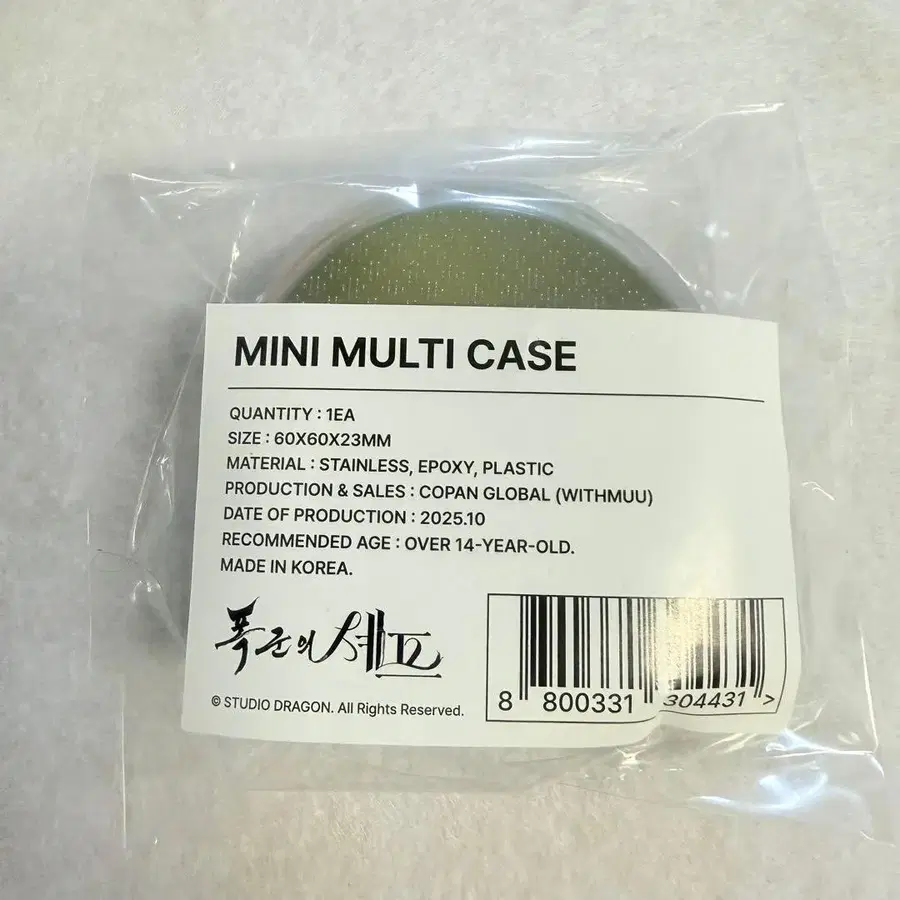 MINI MULTI CASE
QUANTITY : 1EA
SIZE : 60X60X23MM
MATERIAL : STAINLESS, EPOXY, PLASTIC
PRODUCTION & SALES : COPAN GLOBAL (WITHMUU)
DATE OF PRODUCTION : 2025.10
RECOMMENDED AGE : OVER 14-YEAR-OLD.
MADE IN KOREA.
폭군의 셰프
© STUDIO DRAGON. All Rights Reserved.
8 800331 304431 >